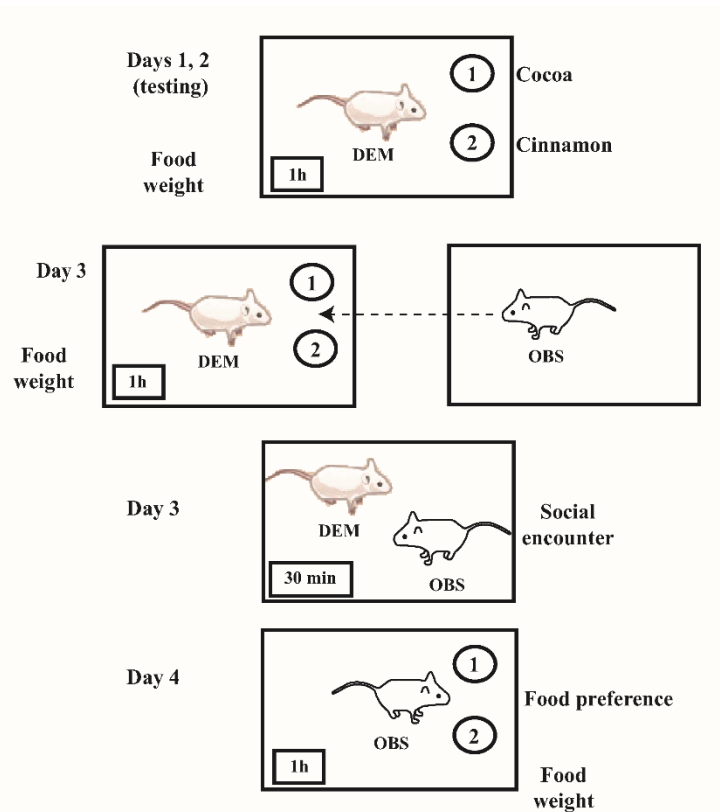 Days 1, 2
(testing)
1
Cocoa
2
Cinnamon
DEM
Food
weight
1h
Day 3
1
2
DEM
OBS
Food
weight
1h
Day 3
DEM
Social
encounter
30 min
OBS
Day 4
1
Food preference
2
OBS
1h
Food
weight